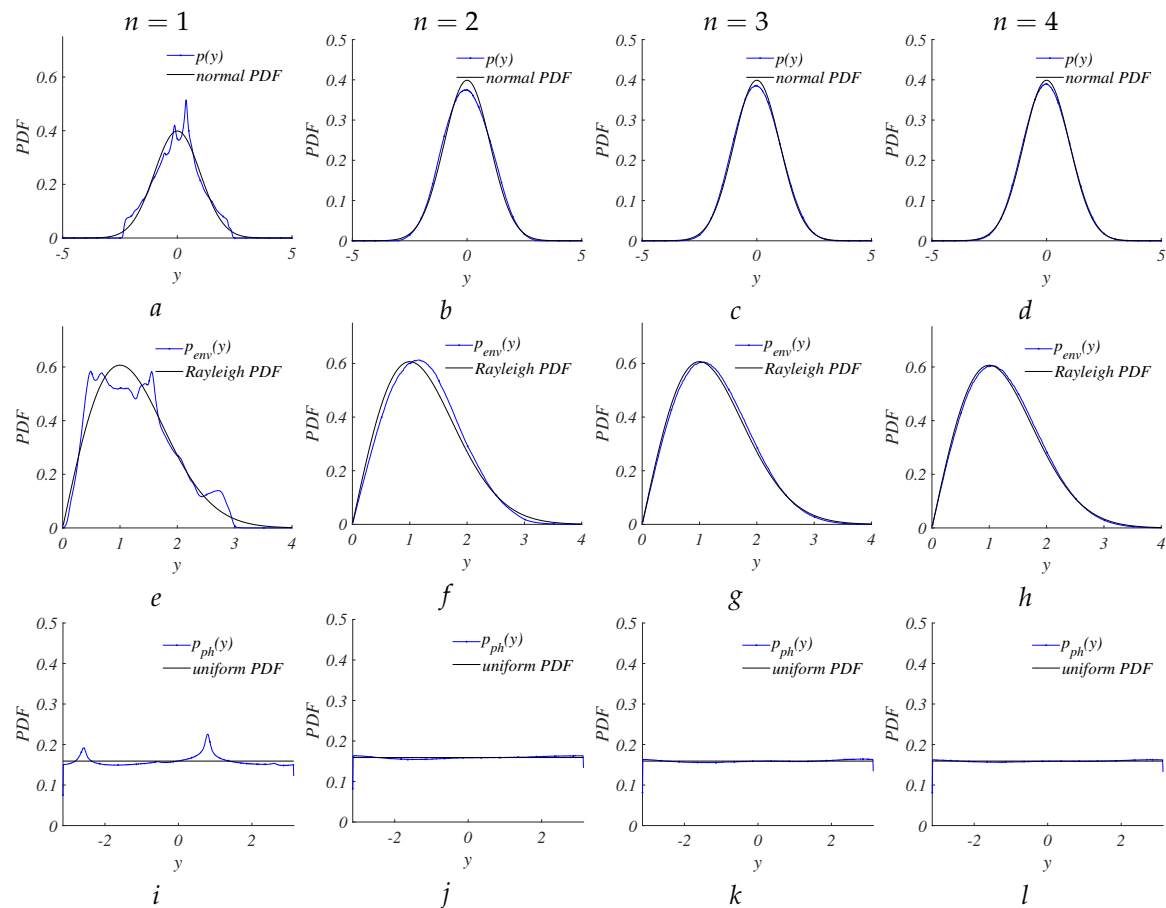 n = 1
n = 2
n = 3
n = 4
p(y)
normal PDF
PDF
0.6
0.4
0.2
0
-5
0
5
y
a
p(y)
normal PDF
PDF
0.5
0.4
0.3
0.2
0.1
0
-5
0
5
y
b
p(y)
normal PDF
PDF
0.5
0.4
0.3
0.2
0.1
0
-5
0
5
y
c
p(y)
normal PDF
PDF
0.5
0.4
0.3
0.2
0.1
0
-5
0
5
y
d
p_env(y)
Rayleigh PDF
PDF
0.6
0.4
0.2
0
0
1
2
3
4
y
e
p_env(y)
Rayleigh PDF
PDF
0.6
0.4
0.2
0
0
1
2
3
4
y
f
p_env(y)
Rayleigh PDF
PDF
0.6
0.4
0.2
0
0
1
2
3
4
y
g
p_env(y)
Rayleigh PDF
PDF
0.6
0.4
0.2
0
0
1
2
3
4
y
h
p_ph(y)
uniform PDF
PDF
0.5
0.4
0.3
0.2
0.1
0
-2
0
2
y
i
p_ph(y)
uniform PDF
PDF
0.5
0.4
0.3
0.2
0.1
0
-2
0
2
y
j
p_ph(y)
uniform PDF
PDF
0.5
0.4
0.3
0.2
0.1
0
-2
0
2
y
k
p_ph(y)
uniform PDF
PDF
0.5
0.4
0.3
0.2
0.1
0
-2
0
2
y
l